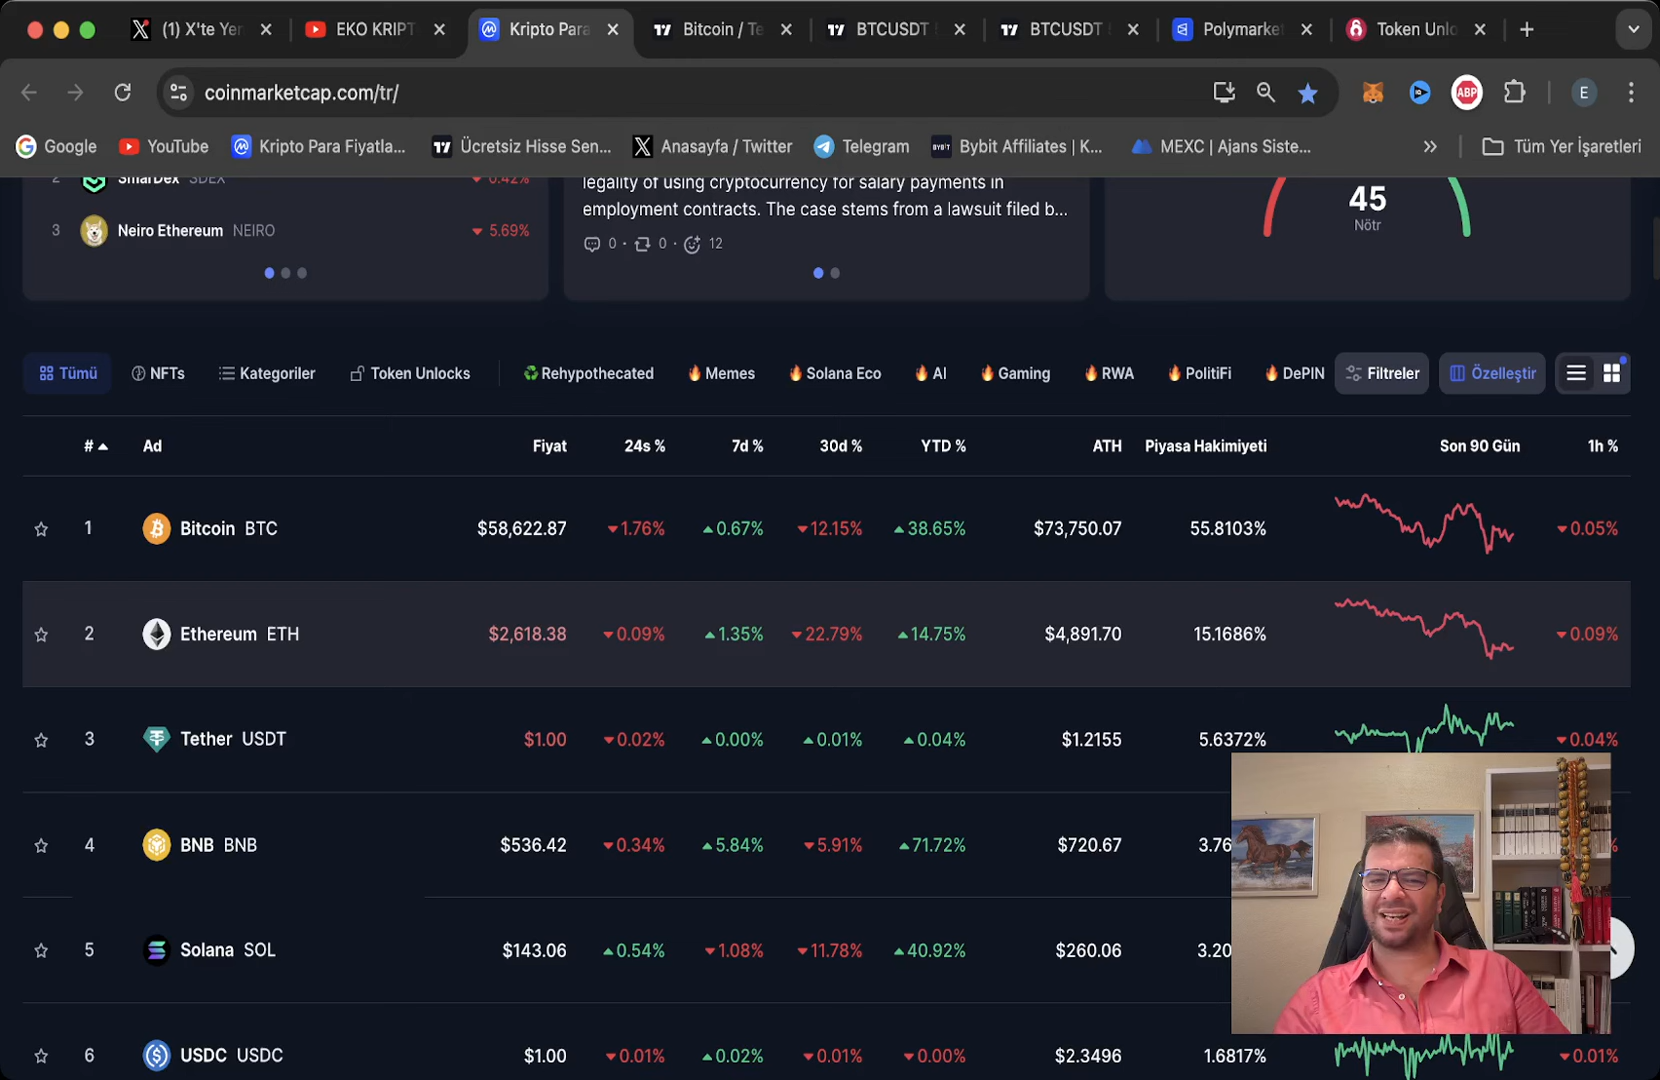 (1) X'te Yer
EKO KRIPT
Kripto Para
Bitcoin / Te
BTCUSDT
BTCUSDT
Polymarke
Token Unlo
coinmarketcap.com/tr/
ABP
E
Google
YouTube
Kripto Para Fiyatla...
Ücretsiz Hisse Sen...
Anasayfa / Twitter
Telegram
Bybit Affiliates | K...
MEXC | Ajans Siste...
Tüm Yer İşaretleri
2 SmarDex SDEX 0.42%
3 Neiro Ethereum NEIRO 5.69%
legality of using cryptocurrency for salary payments in
employment contracts. The case stems from a lawsuit filed b...
0 · 0 · 12
45
Nötr
Tümü NFTs Kategoriler Token Unlocks Rehypothecated Memes Solana Eco AI Gaming RWA PolitiFi DePIN Filtreler Özelleştir
# Ad Fiyat 24s % 7d % 30d % YTD % ATH Piyasa Hakimiyeti Son 90 Gün 1h %
1 Bitcoin BTC $58,622.87 1.76% 0.67% 12.15% 38.65% $73,750.07 55.8103% 0.05%
2 Ethereum ETH $2,618.38 0.09% 1.35% 22.79% 14.75% $4,891.70 15.1686% 0.09%
3 Tether USDT $1.00 0.02% 0.00% 0.01% 0.04% $1.2155 5.6372% 0.04%
4 BNB BNB $536.42 0.34% 5.84% 5.91% 71.72% $720.67 3.76
5 Solana SOL $143.06 0.54% 1.08% 11.78% 40.92% $260.06 3.20
6 USDC USDC $1.00 0.01% 0.02% 0.01% 0.00% $2.3496 1.6817% 0.01%